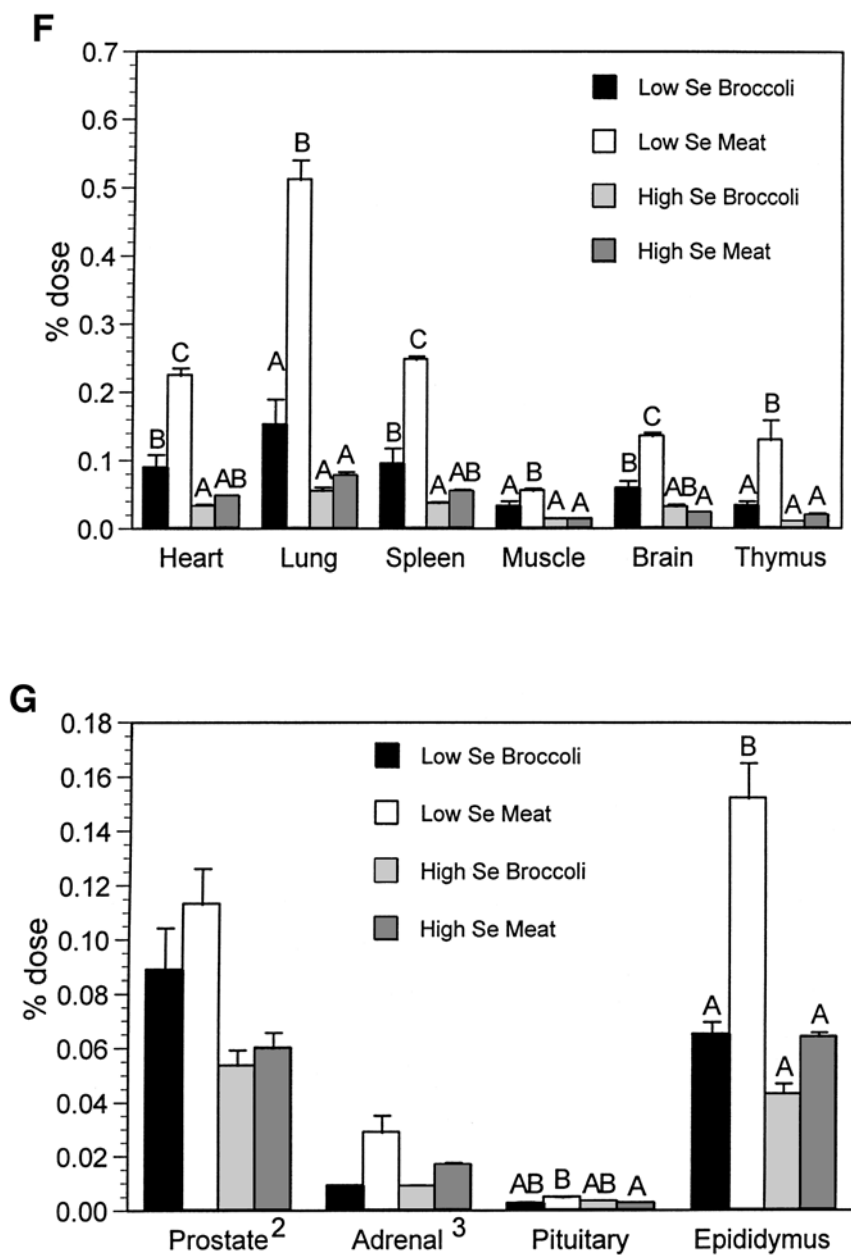 F
0.7
0.6
0.5
0.4
0.3
0.2
0.1
0.0
% dose
Low Se Broccoli
Low Se Meat
High Se Broccoli
High Se Meat
B C A AB
A B A A
B C A AB
A B A A
B C AB A
A B A A
Heart Lung Spleen Muscle Brain Thymus
G
0.18
0.16
0.14
0.12
0.10
0.08
0.06
0.04
0.02
0.00
% dose
Low Se Broccoli
Low Se Meat
High Se Broccoli
High Se Meat
AB B AB A
A B A A
Prostate² Adrenal ³ Pituitary Epididymus